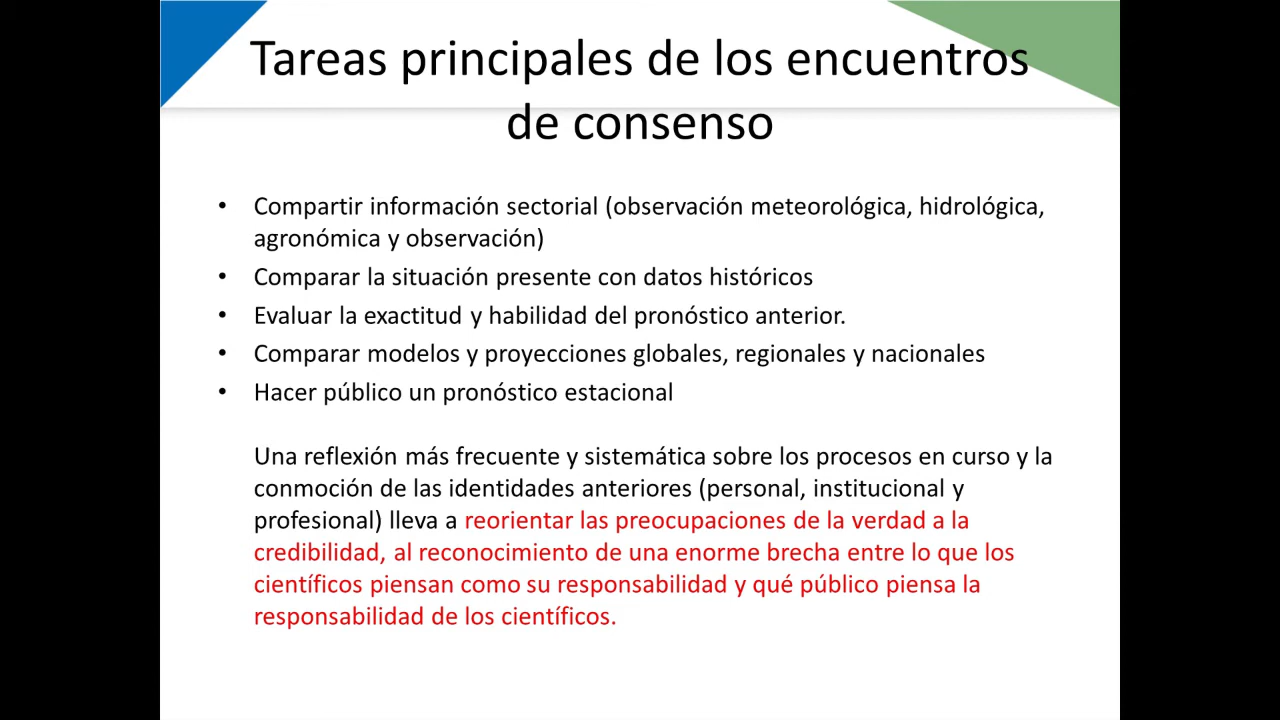 Tareas principales de los encuentros
de consenso
• Compartir información sectorial (observación meteorológica, hidrológica,
agronómica y observación)
• Comparar la situación presente con datos históricos
• Evaluar la exactitud y habilidad del pronóstico anterior.
• Comparar modelos y proyecciones globales, regionales y nacionales
• Hacer público un pronóstico estacional
Una reflexión más frecuente y sistemática sobre los procesos en curso y la
conmoción de las identidades anteriores (personal, institucional y
profesional) lleva a reorientar las preocupaciones de la verdad a la
credibilidad, al reconocimiento de una enorme brecha entre lo que los
científicos piensan como su responsabilidad y qué público piensa la
responsabilidad de los científicos.